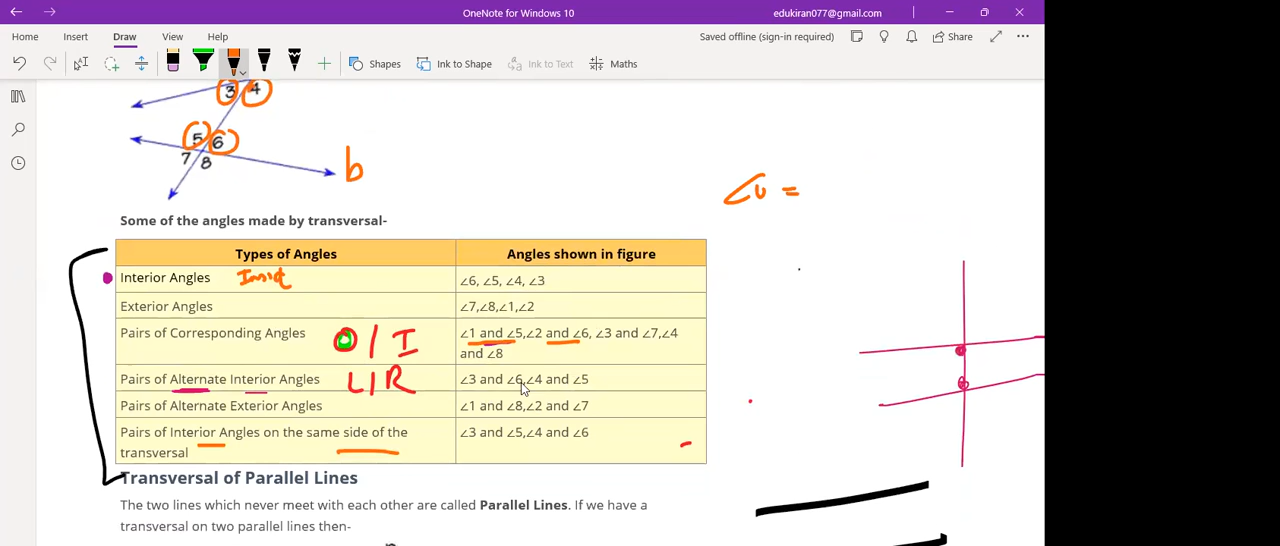 OneNote for Windows 10
edukiran077@gmail.com
Home Insert Draw View Help
Saved offline (sign-in required)
Share
Shapes
Ink to Shape
Ink to Text
Maths
3 4
5 6
7 8
b
Some of the angles made by transversal-
Types of Angles Angles shown in figure
Interior Angles ∠6, ∠5, ∠4, ∠3
Exterior Angles ∠7,∠8,∠1,∠2
Pairs of Corresponding Angles O / I ∠1 and ∠5,∠2 and ∠6, ∠3 and ∠7,∠4
and ∠8
Pairs of Alternate Interior Angles L/R ∠3 and ∠6,∠4 and ∠5
Pairs of Alternate Exterior Angles ∠1 and ∠8,∠2 and ∠7
Pairs of Interior Angles on the same side of the ∠3 and ∠5,∠4 and ∠6
transversal
Transversal of Parallel Lines
The two lines which never meet with each other are called Parallel Lines. If we have a
transversal on two parallel lines then-